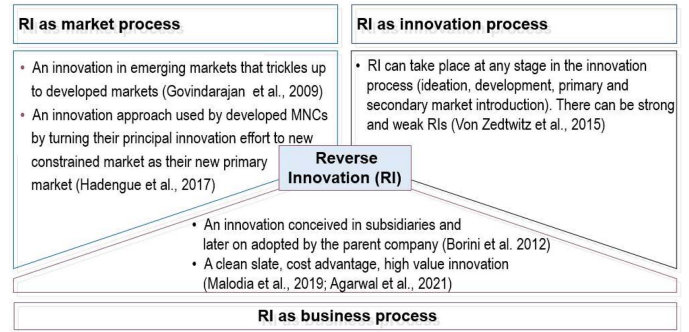 RI as market process
• An innovation in emerging markets that trickles up
to developed markets (Govindarajan et al., 2009)
• An innovation approach used by developed MNCs
by turning their principal innovation effort to new
constrained market as their new primary
market (Hadengue et al., 2017)
RI as innovation process
• RI can take place at any stage in the innovation
process (ideation, development, primary and
secondary market introduction). There can be strong
and weak RIs (Von Zedtwitz et al., 2015)
Reverse
Innovation (RI)
• An innovation conceived in subsidiaries and
later on adopted by the parent company (Borini et al. 2012)
• A clean slate, cost advantage, high value innovation
(Malodia et al., 2019; Agarwal et al., 2021)
RI as business process